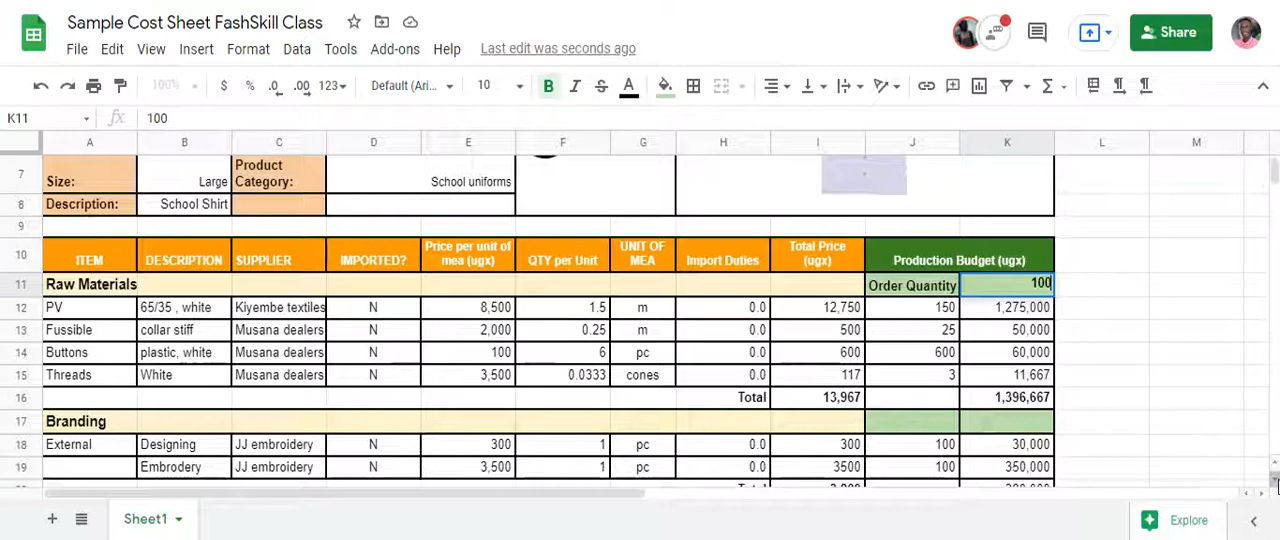 Sample Cost Sheet FashSkill Class
File Edit View Insert Format Data Tools Add-ons Help Last edit was seconds ago
Share
100% $ % .0 .00 123 Default (Ari... 10 B I S A Σ
K11 fx 100
A B C D E F G H I J K L M
7 Size: Large Product Category: School uniforms
8 Description: School Shirt
9
10 ITEM DESCRIPTION SUPPLIER IMPORTED? Price per unit of mea (ugx) QTY per Unit UNIT OF MEA Import Duties Total Price (ugx) Production Budget (ugx)
11 Raw Materials Order Quantity 100
12 PV 65/35 , white Kiyembe textiles N 8,500 1.5 m 0.0 12,750 150 1,275,000
13 Fussible collar stiff Musana dealers N 2,000 0.25 m 0.0 500 25 50,000
14 Buttons plastic, white Musana dealers N 100 6 pc 0.0 600 600 60,000
15 Threads White Musana dealers N 3,500 0.0333 cones 0.0 117 3 11,667
16 Total 13,967 1,396,667
17 Branding
18 External Designing JJ embroidery N 300 1 pc 0.0 300 100 30,000
19 Embrodery JJ embroidery N 3,500 1 pc 0.0 3500 100 350,000
Sheet1 Explore